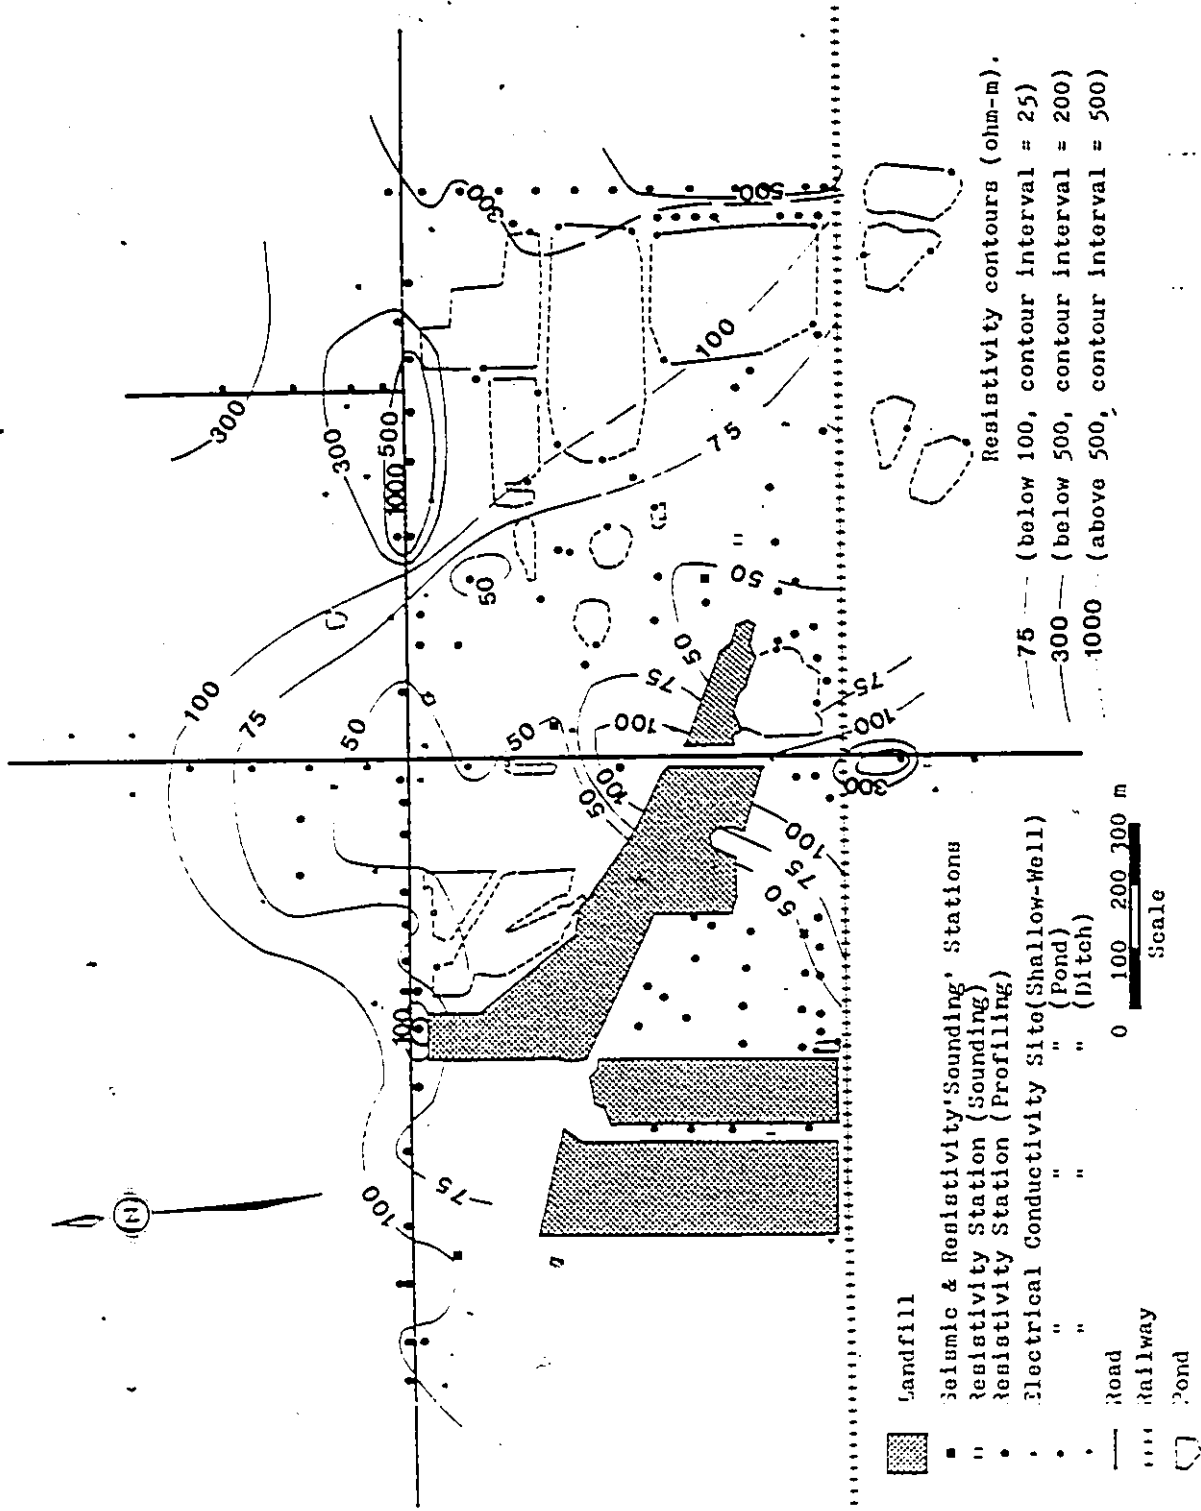 300
300
500
1000
300
500
100
75
100
75
50
50
50
50
75
100
50
100
50
75
100
300
100
75
50
100
75
100
N
Resistivity contours (ohm-m).
75 (below 100, contour interval = 25)
300 (below 500, contour interval = 200)
1000 (above 500, contour interval = 500)
Landfill
Seismic & Resistivity'Sounding' Stations
Resistivity Station (Sounding)
Resistivity Station (Profiling)
Electrical Conductivity Site(Shallow-Well)
" " " (Pond)
" " " (Ditch)
Road
Railway
Pond
0 100 200 300 m
Scale